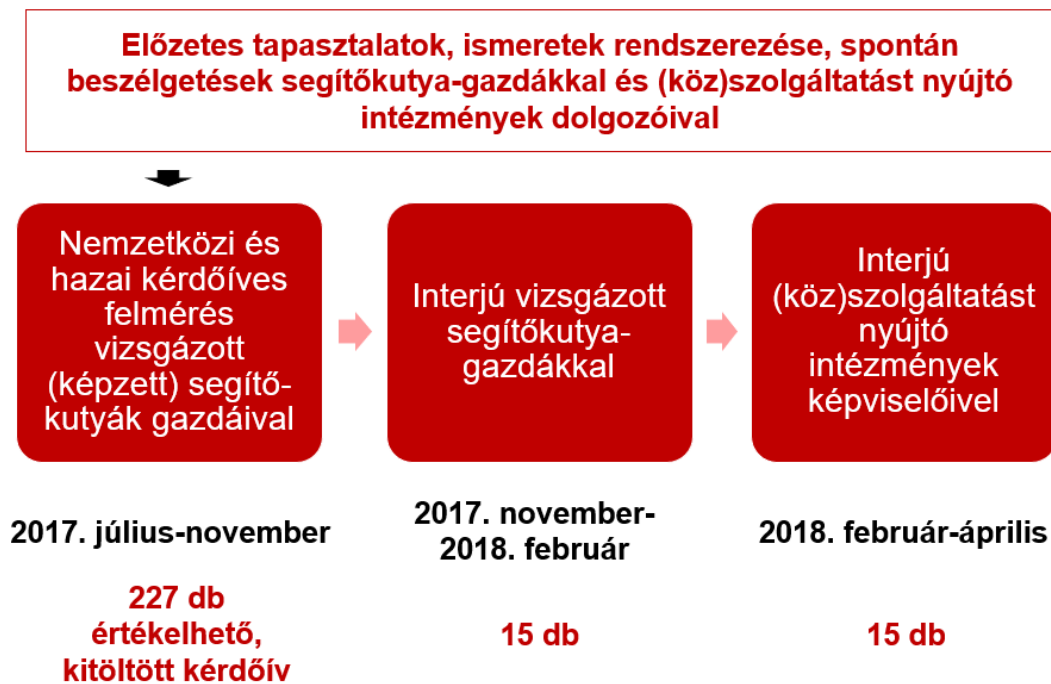 Előzetes tapasztalatok, ismeretek rendszerezése, spontán
beszélgetések segítőkutya-gazdákkal és (köz)szolgáltatást nyújtó
intézmények dolgozóival
Nemzetközi és
hazai kérdőíves
felmérés
vizsgázott
(képzett) segítő-
kutyák gazdáival
Interjú vizsgázott
segítőkutya-
gazdákkal
Interjú
(köz)szolgáltatást
nyújtó
intézmények
képviselőivel
2017. július-november
2017. november-
2018. február
2018. február-április
227 db
értékelhető,
kitöltött kérdőív
15 db
15 db